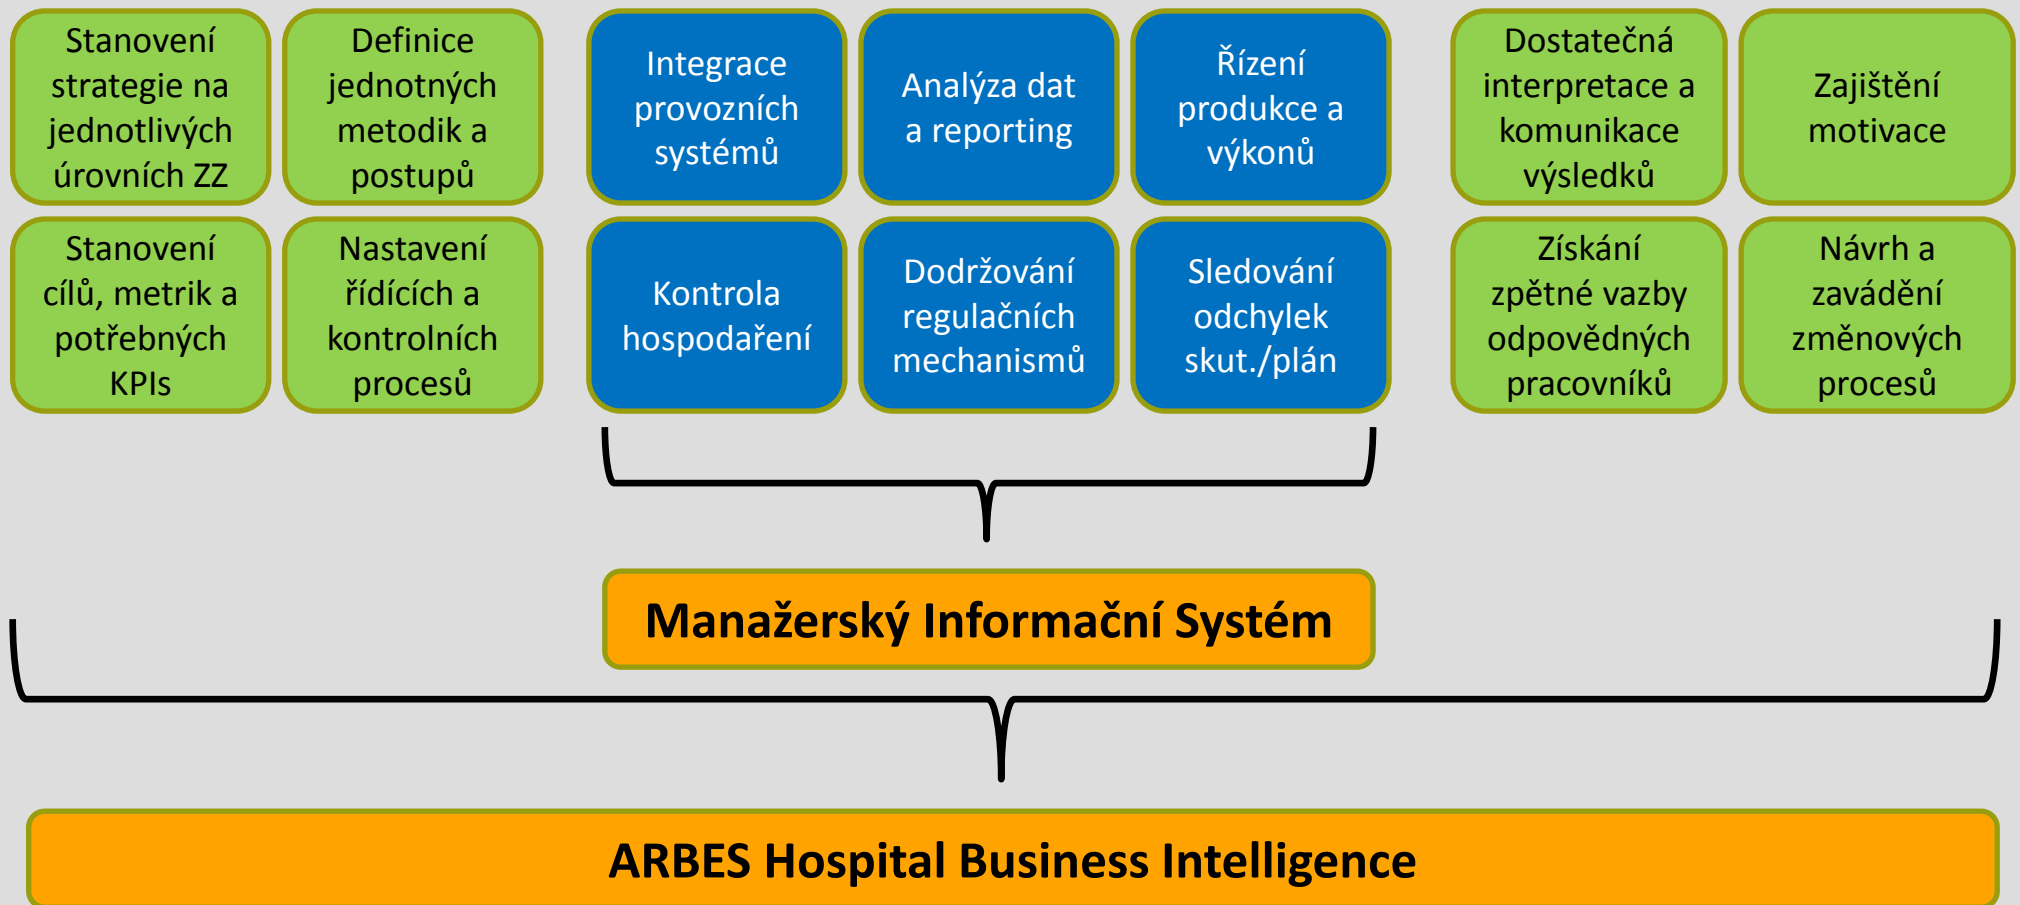 Stanovení
strategie na
jednotlivých
úrovních ZZ
Definice
jednotných
metodik a
postupů
Integrace
provozních
systémů
Analýza dat
a reporting
Řízení
produkce a
výkonů
Dostatečná
interpretace a
komunikace
výsledků
Zajištění
motivace
Stanovení
cílů, metrik a
potřebných
KPIs
Nastavení
řídících a
kontrolních
procesů
Kontrola
hospodaření
Dodržování
regulačních
mechanismů
Sledování
odchylek
skut./plán
Získání
zpětné vazby
odpovědných
pracovníků
Návrh a
zavádění
změnových
procesů
Manažerský Informační Systém
ARBES Hospital Business Intelligence